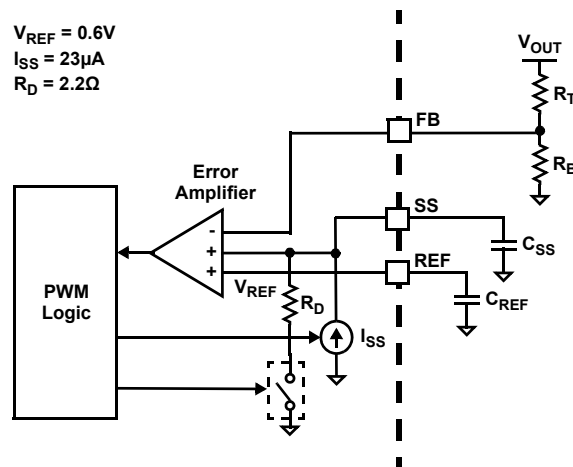 V_REF = 0.6V
I_SS = 23µA
R_D = 2.2Ω
V_OUT
R_T
FB
R_B
Error
Amplifier
SS
-
+
+
C_SS
REF
V_REF
C_REF
PWM
Logic
R_D
I_SS